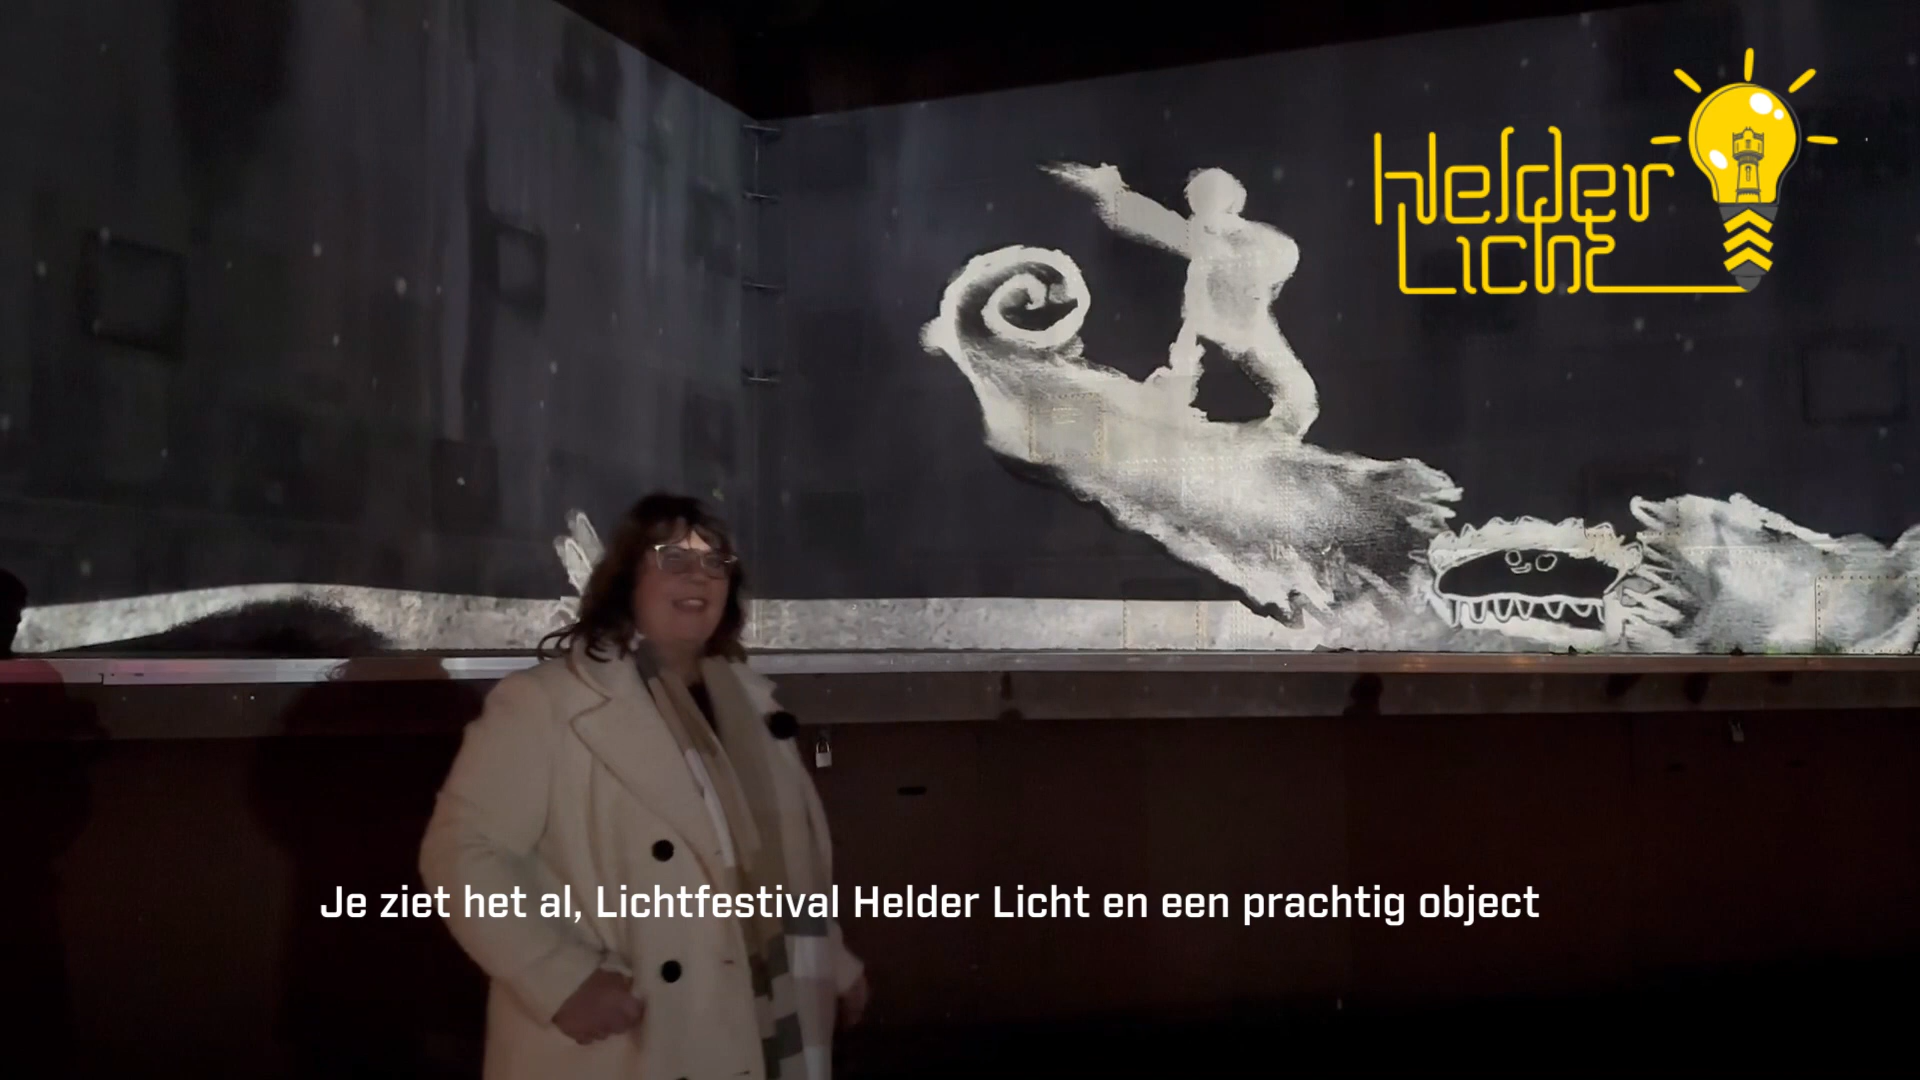 Helder
Licht
Je ziet het al, Lichtfestival Helder Licht en een prachtig object